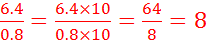 6.4/0.8 = 6.4×10/0.8×10 = 64/8 = 8